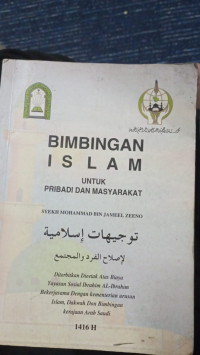 BIMBINGAN
ISLAM
UNTUK
PRIBADI DAN MASYARAKAT
SYEKH MOHAMMAD BIN JAMEEL ZEENO
توجيهات إسلامية
لإصلاح الفرد والمجتمع
Diterbitkan Dicetak Atas Biaya
Yayasan Sosial Ibrahim AL-Ibrahim
Bekerjasama Dengan kementerian urusan
Islam, Dakwah Dan Bimbingan
kerajaan Arab Saudi
1416 H